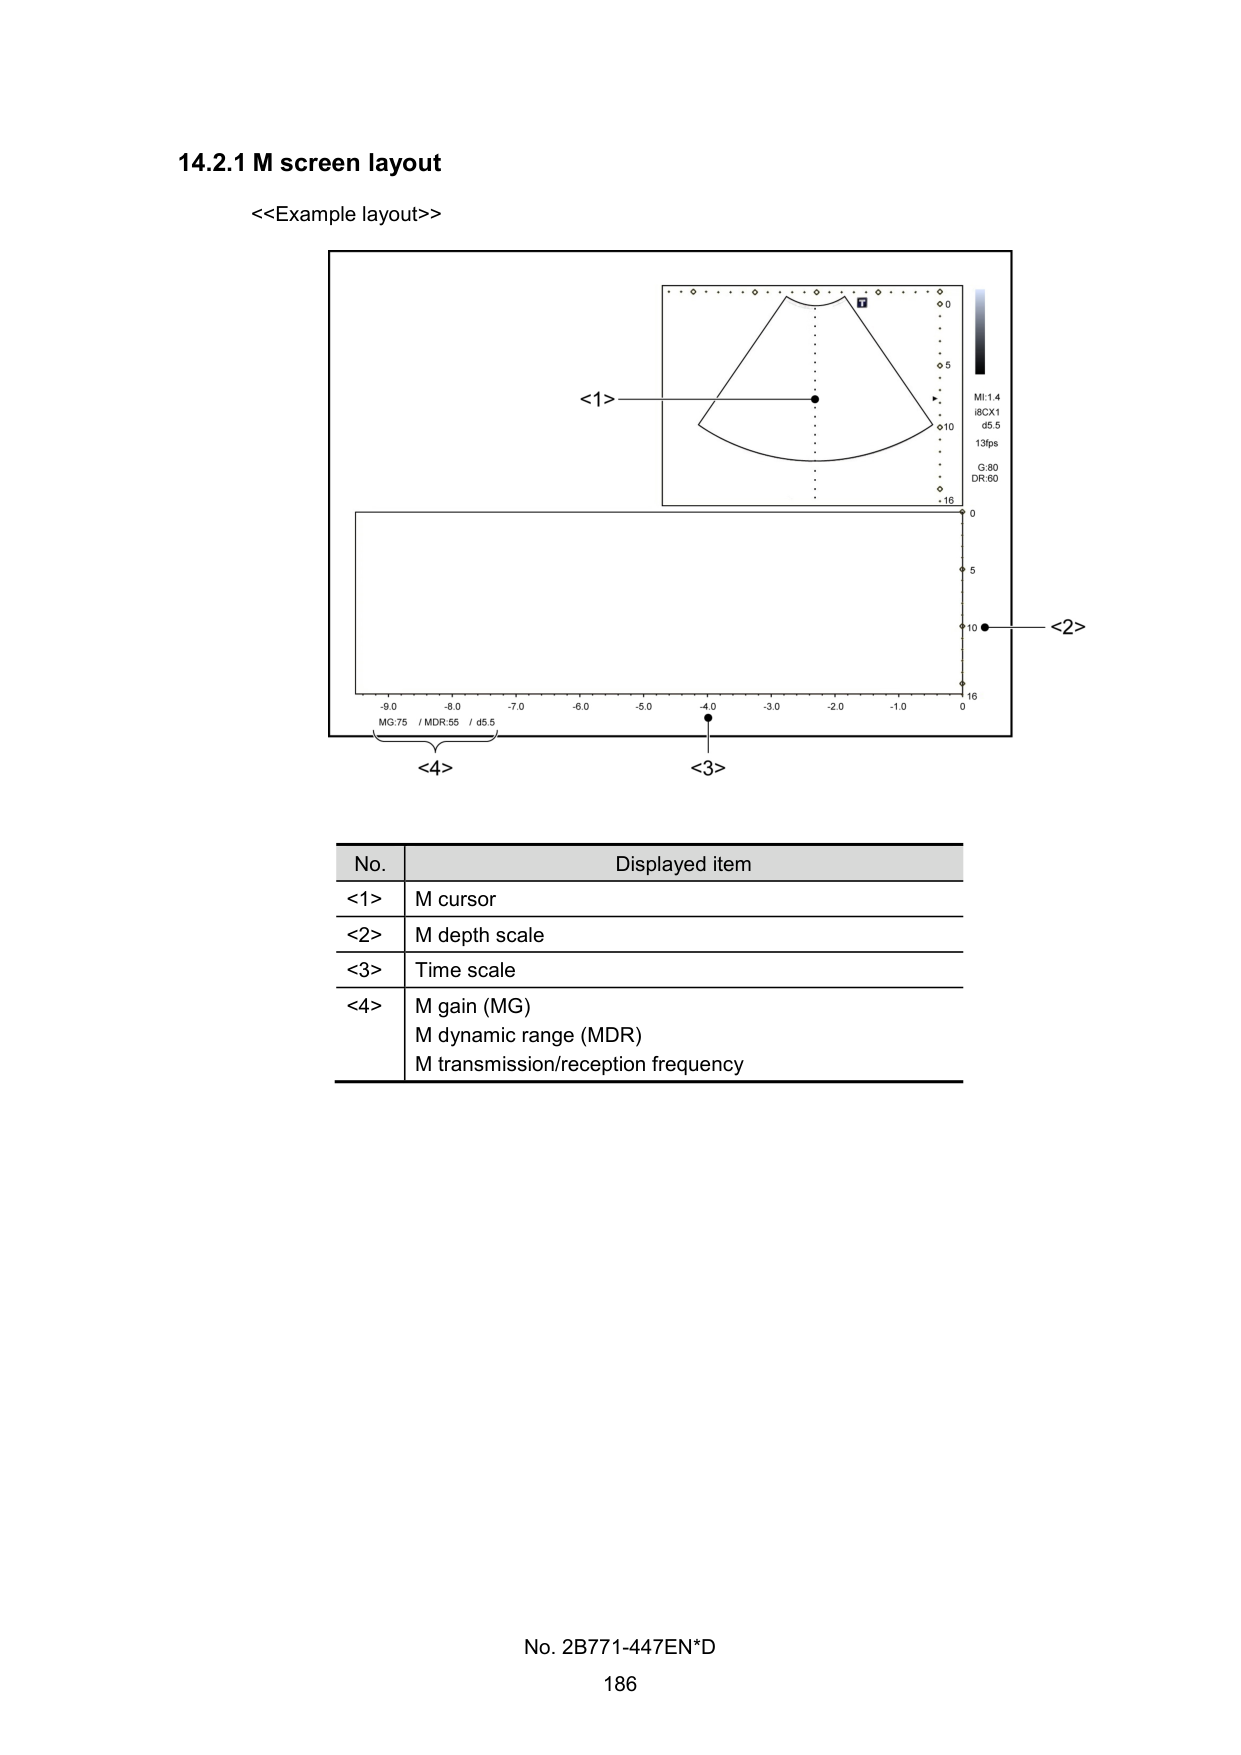 14.2.1 M screen layout
<<Example layout>>
T
0
5
10
16
MI:1.4
i8CX1
d5.5
13fps
G:80
DR:60
<1>
0
5
10
16
<2>
-9.0 -8.0 -7.0 -6.0 -5.0 -4.0 -3.0 -2.0 -1.0 0
MG:75 / MDR:55 / d5.5
<4> <3>
No. Displayed item
<1> M cursor
<2> M depth scale
<3> Time scale
<4> M gain (MG)
M dynamic range (MDR)
M transmission/reception frequency
No. 2B771-447EN*D
186